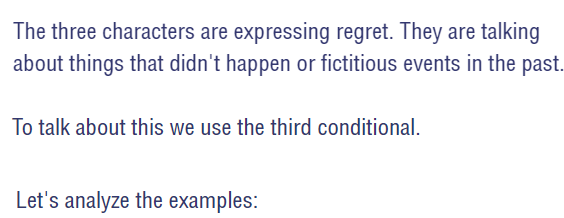 The three characters are expressing regret. They are talking
about things that didn't happen or fictitious events in the past.
To talk about this we use the third conditional.
Let's analyze the examples: